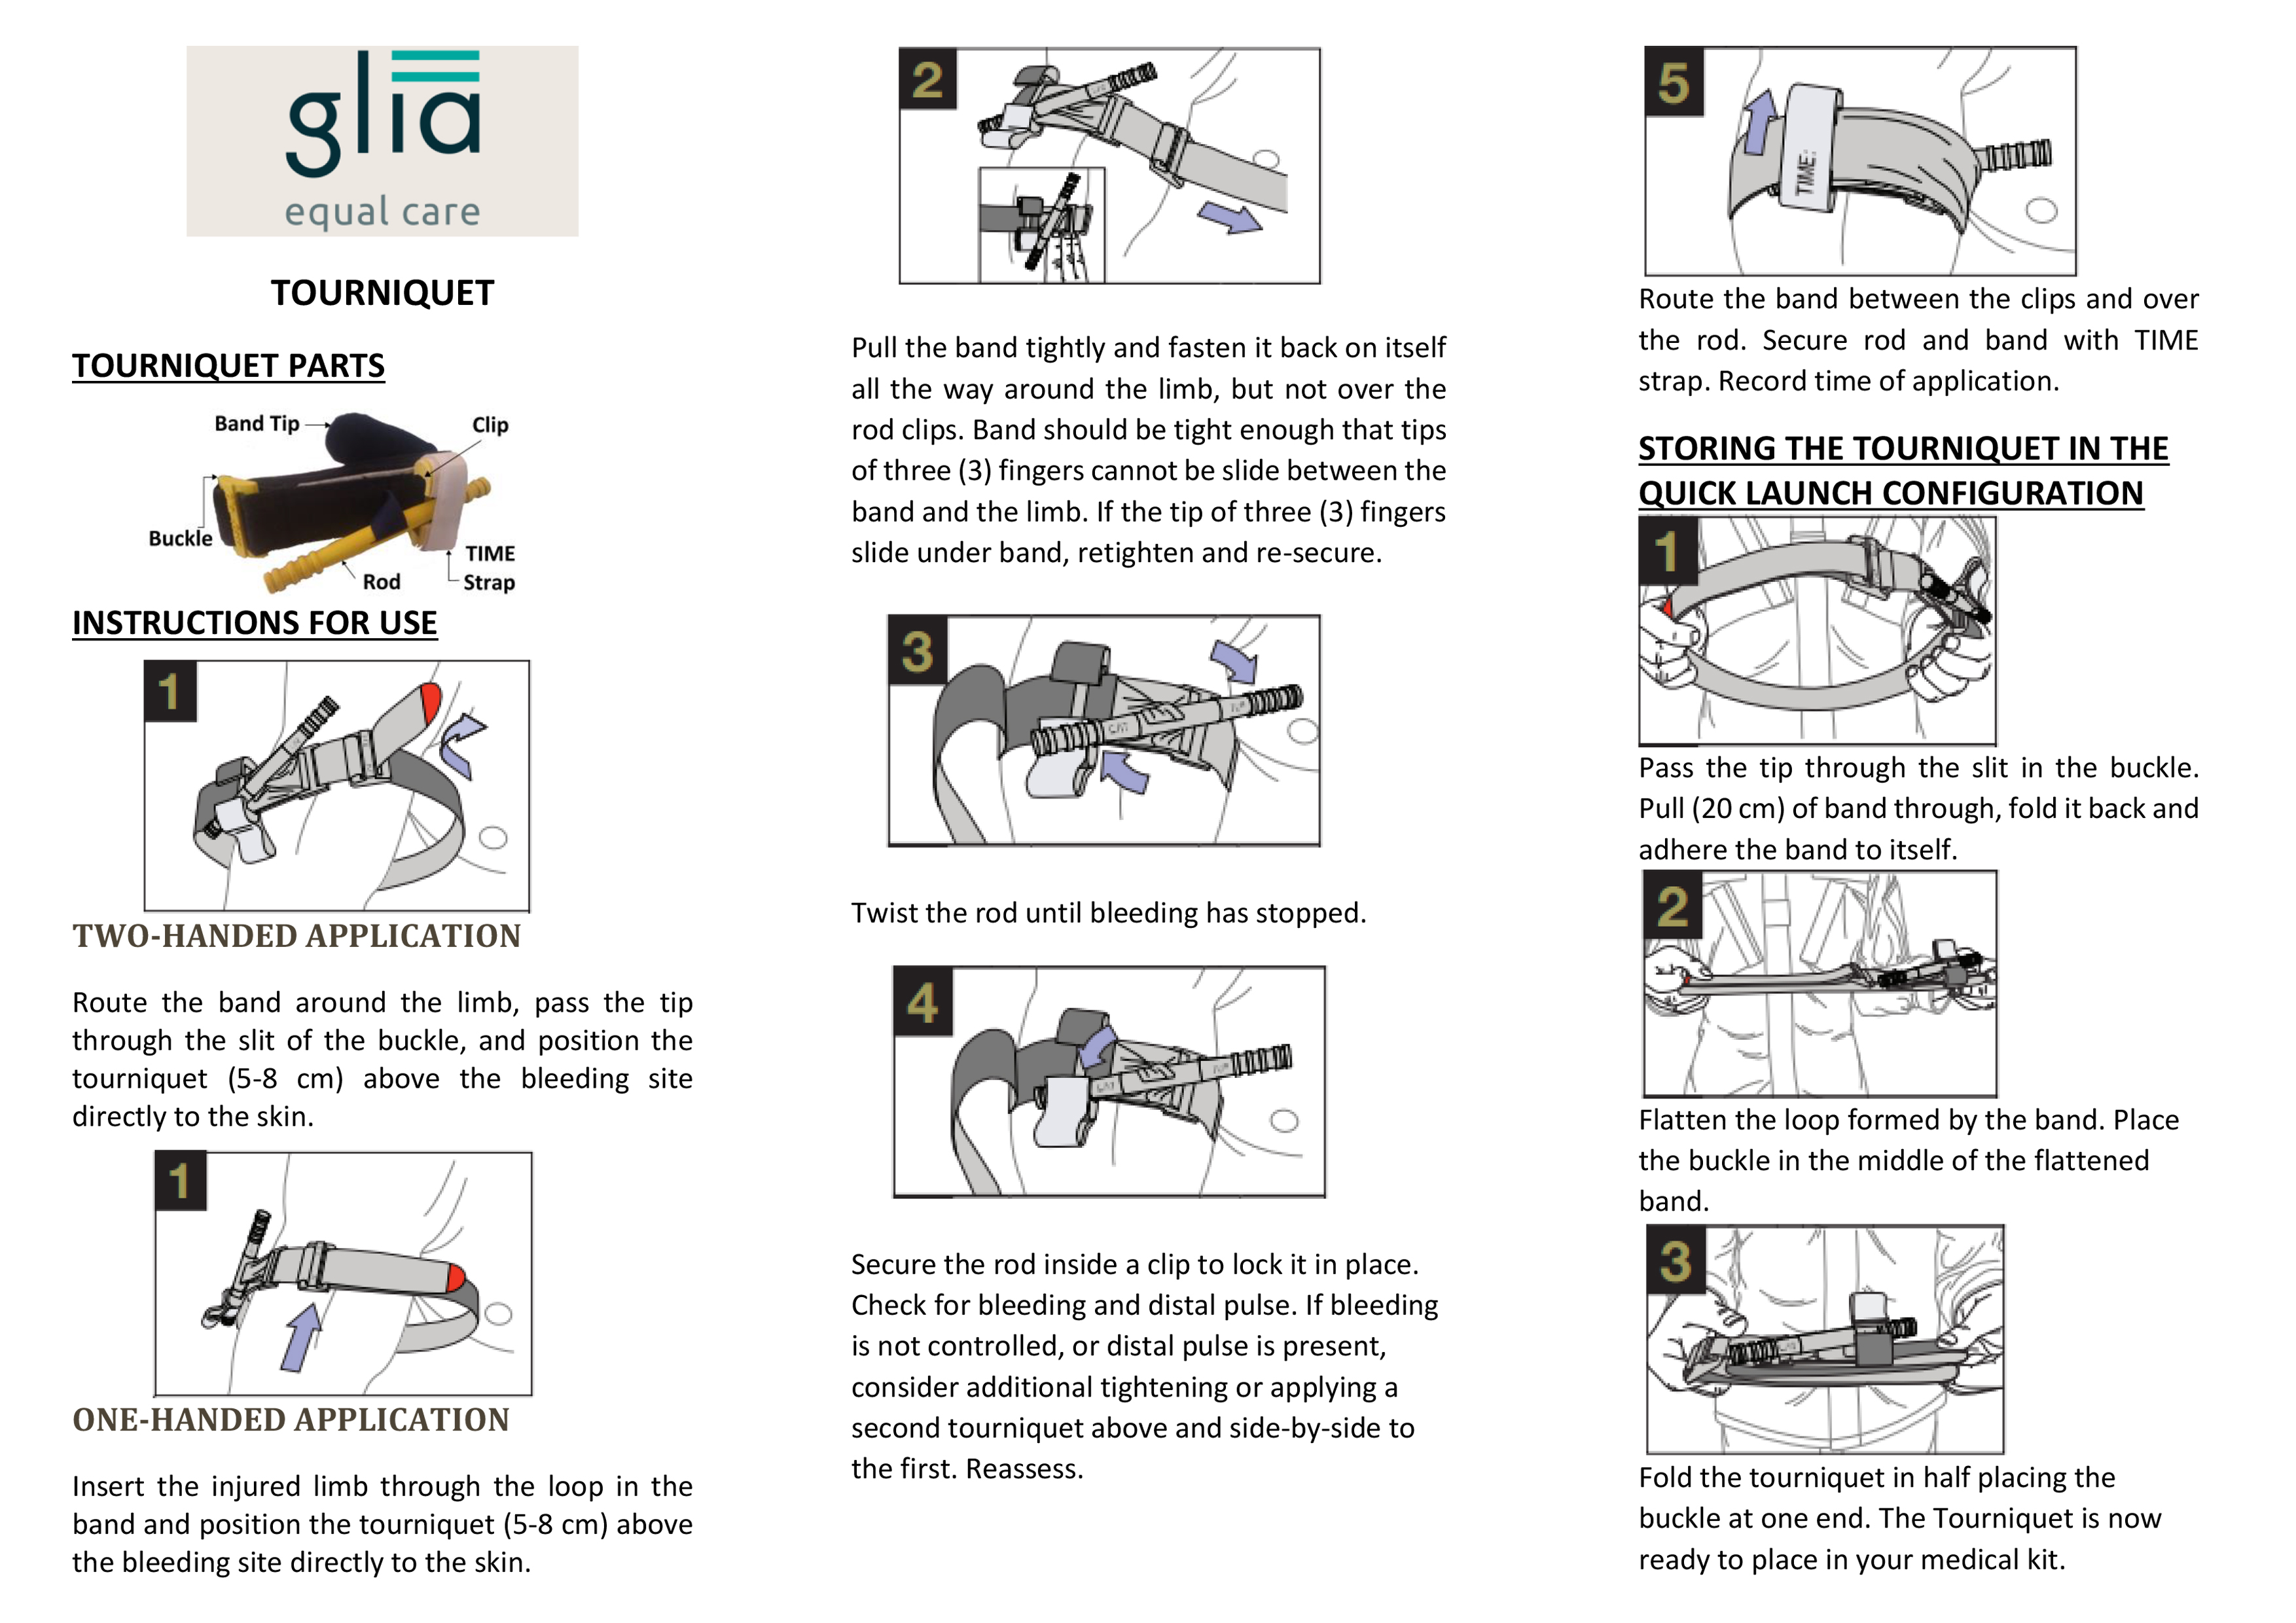 glia
equal care
TOURNIQUET
TOURNIQUET PARTS
Band Tip
Clip
Buckle
TIME
Strap
Rod
INSTRUCTIONS FOR USE
1
TWO-HANDED APPLICATION
Route the band around the limb, pass the tip
through the slit of the buckle, and position the
tourniquet (5-8 cm) above the bleeding site
directly to the skin.
1
ONE-HANDED APPLICATION
Insert the injured limb through the loop in the
band and position the tourniquet (5-8 cm) above
the bleeding site directly to the skin.
2
Pull the band tightly and fasten it back on itself
all the way around the limb, but not over the
rod clips. Band should be tight enough that tips
of three (3) fingers cannot be slide between the
band and the limb. If the tip of three (3) fingers
slide under band, retighten and re-secure.
3
CAT
Twist the rod until bleeding has stopped.
4
CAT
Secure the rod inside a clip to lock it in place.
Check for bleeding and distal pulse. If bleeding
is not controlled, or distal pulse is present,
consider additional tightening or applying a
second tourniquet above and side-by-side to
the first. Reassess.
5
TIME:
Route the band between the clips and over
the rod. Secure rod and band with TIME
strap. Record time of application.
STORING THE TOURNIQUET IN THE
QUICK LAUNCH CONFIGURATION
1
Pass the tip through the slit in the buckle.
Pull (20 cm) of band through, fold it back and
adhere the band to itself.
2
Flatten the loop formed by the band. Place
the buckle in the middle of the flattened
band.
3
Fold the tourniquet in half placing the
buckle at one end. The Tourniquet is now
ready to place in your medical kit.